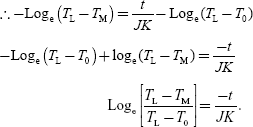 ∴ −Log_e (T_L − T_M) = t/JK − Log_e (T_L − T_0)
−Log_e (T_L − T_0) + log_e (T_L − T_M) = −t/JK
Log_e [T_L − T_M / T_L − T_0] = −t/JK.